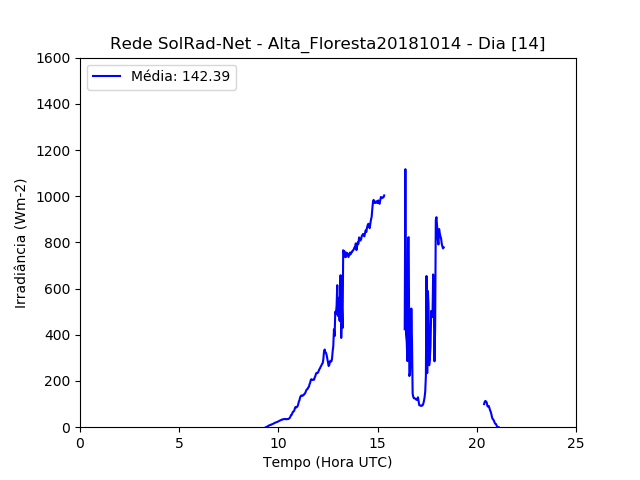 Rede SolRad-Net - Alta_Floresta20181014 - Dia [14]
Média: 142.39
Irradiância (Wm-2)
1600
1400
1200
1000
800
600
400
200
0
0 5 10 15 20 25
Tempo (Hora UTC)